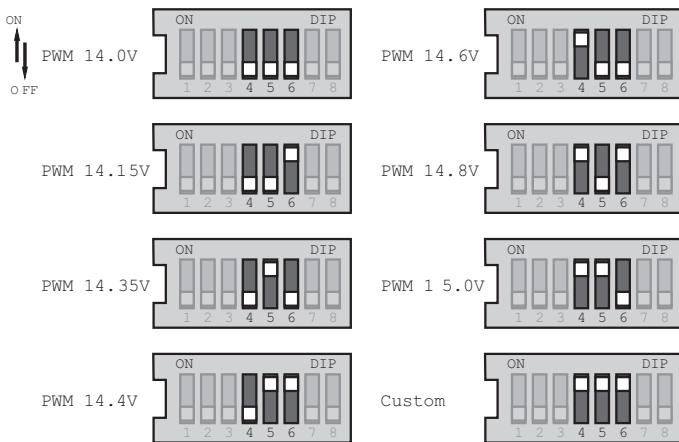 ON
O FF
PWM 14.0V
ON DIP
1 2 3 4 5 6 7 8
PWM 14.6V
ON DIP
1 2 3 4 5 6 7 8
PWM 14.15V
ON DIP
1 2 3 4 5 6 7 8
PWM 14.8V
ON DIP
1 2 3 4 5 6 7 8
PWM 14.35V
ON DIP
1 2 3 4 5 6 7 8
PWM 1 5.0V
ON DIP
1 2 3 4 5 6 7 8
PWM 14.4V
ON DIP
1 2 3 4 5 6 7 8
Custom
ON DIP
1 2 3 4 5 6 7 8